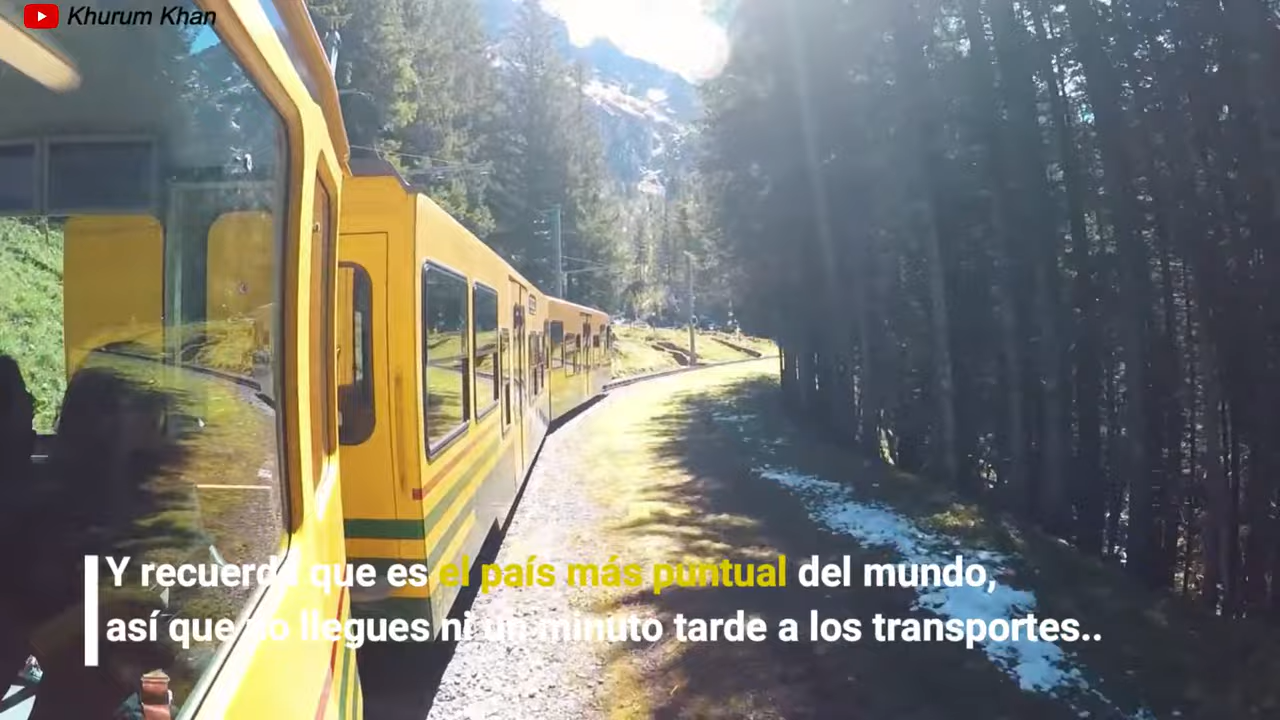 Khurum Khan
Y recuerda que es el país más puntual del mundo,
así que no llegues ni un minuto tarde a los transportes..